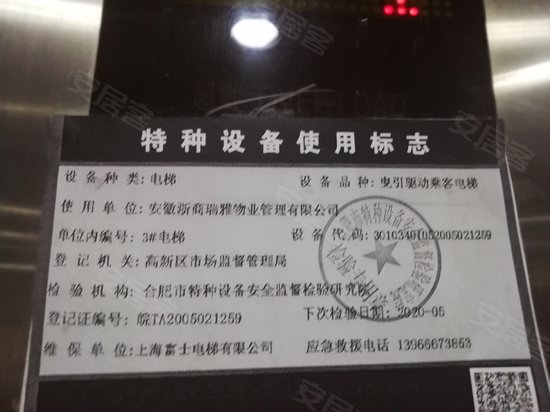 特种设备使用标志
设备种类:电梯 设备品种:曳引驱动乘客电梯
使用单位:安徽浙商瑞雅物业管理有限公司
单位内编号:3#电梯 设备代码:
登记机关:高新区市场监督管理局
检验机构:合肥市特种设备安全监督检验研究院
登记证编号:皖TA2005021259 下次检验日期:2020-05
维保单位:上海富士电梯有限公司 应急救援电话 13966673853
安居客